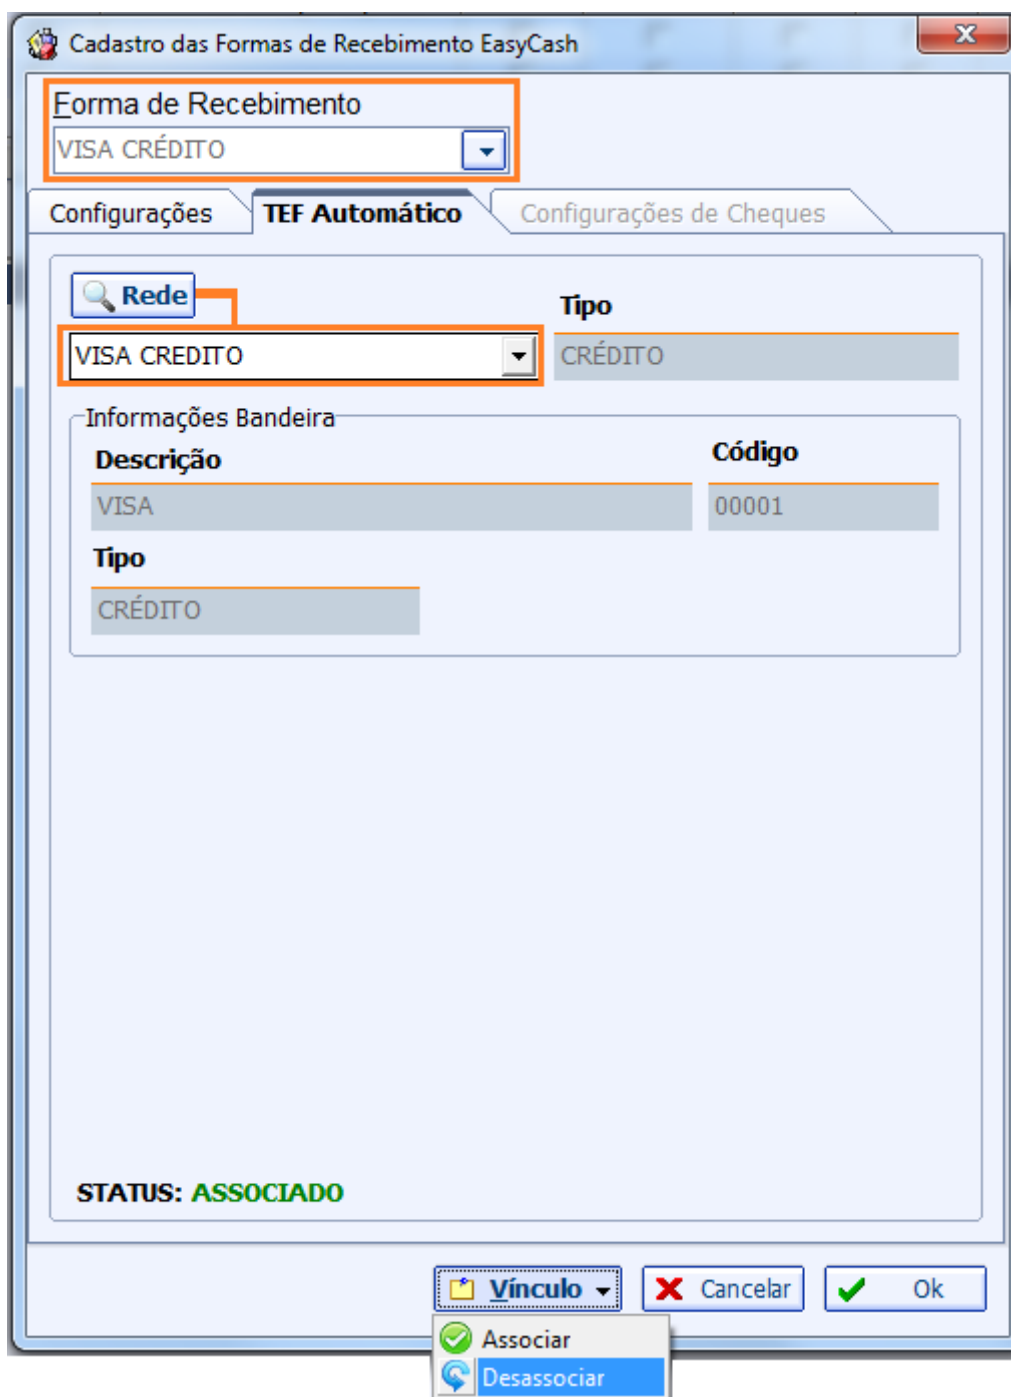 Cadastro das Formas de Recebimento EasyCash
x
Forma de Recebimento
VISA CRÉDITO
Configurações TEF Automático Configurações de Cheques
Rede
Tipo
VISA CREDITO CRÉDITO
Informações Bandeira
Descrição Código
VISA 00001
Tipo
CRÉDITO
STATUS: ASSOCIADO
Vínculo Cancelar Ok
Associar
Desassociar